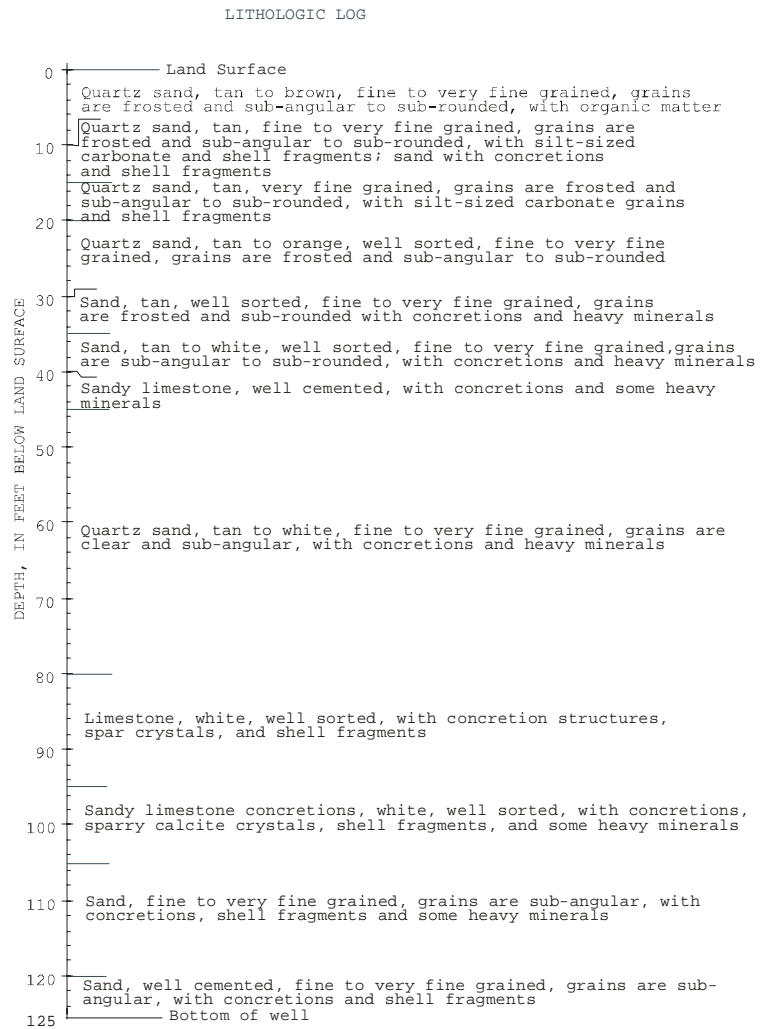 LITHOLOGIC LOG
0
Land Surface
Quartz sand, tan to brown, fine to very fine grained, grains
are frosted and sub-angular to sub-rounded, with organic matter
Quartz sand, tan, fine to very fine grained, grains are
frosted and sub-angular to sub-rounded, with silt-sized
10
carbonate and shell fragments; sand with concretions
and shell fragments
Quartz sand, tan, very fine grained, grains are frosted and
sub-angular to sub-rounded, with silt-sized carbonate grains
and shell fragments
20
Quartz sand, tan to orange, well sorted, fine to very fine
grained, grains are frosted and sub-angular to sub-rounded
30
Sand, tan, well sorted, fine to very fine grained, grains
are frosted and sub-rounded with concretions and heavy minerals
Sand, tan to white, well sorted, fine to very fine grained,grains
are sub-angular to sub-rounded, with concretions and heavy minerals
40
Sandy limestone, well cemented, with concretions and some heavy
minerals
50
60
Quartz sand, tan to white, fine to very fine grained, grains are
clear and sub-angular, with concretions and heavy minerals
70
80
Limestone, white, well sorted, with concretion structures,
spar crystals, and shell fragments
90
Sandy limestone concretions, white, well sorted, with concretions,
100
sparry calcite crystals, shell fragments, and some heavy minerals
110
Sand, fine to very fine grained, grains are sub-angular, with
concretions, shell fragments and some heavy minerals
120
Sand, well cemented, fine to very fine grained, grains are sub-
angular, with concretions and shell fragments
125
Bottom of well
DEPTH, IN FEET BELOW LAND SURFACE